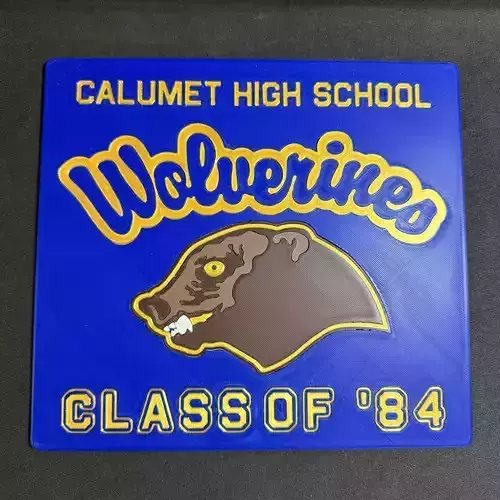 CALUMET HIGH SCHOOL
Wolverines
CLASS OF '84